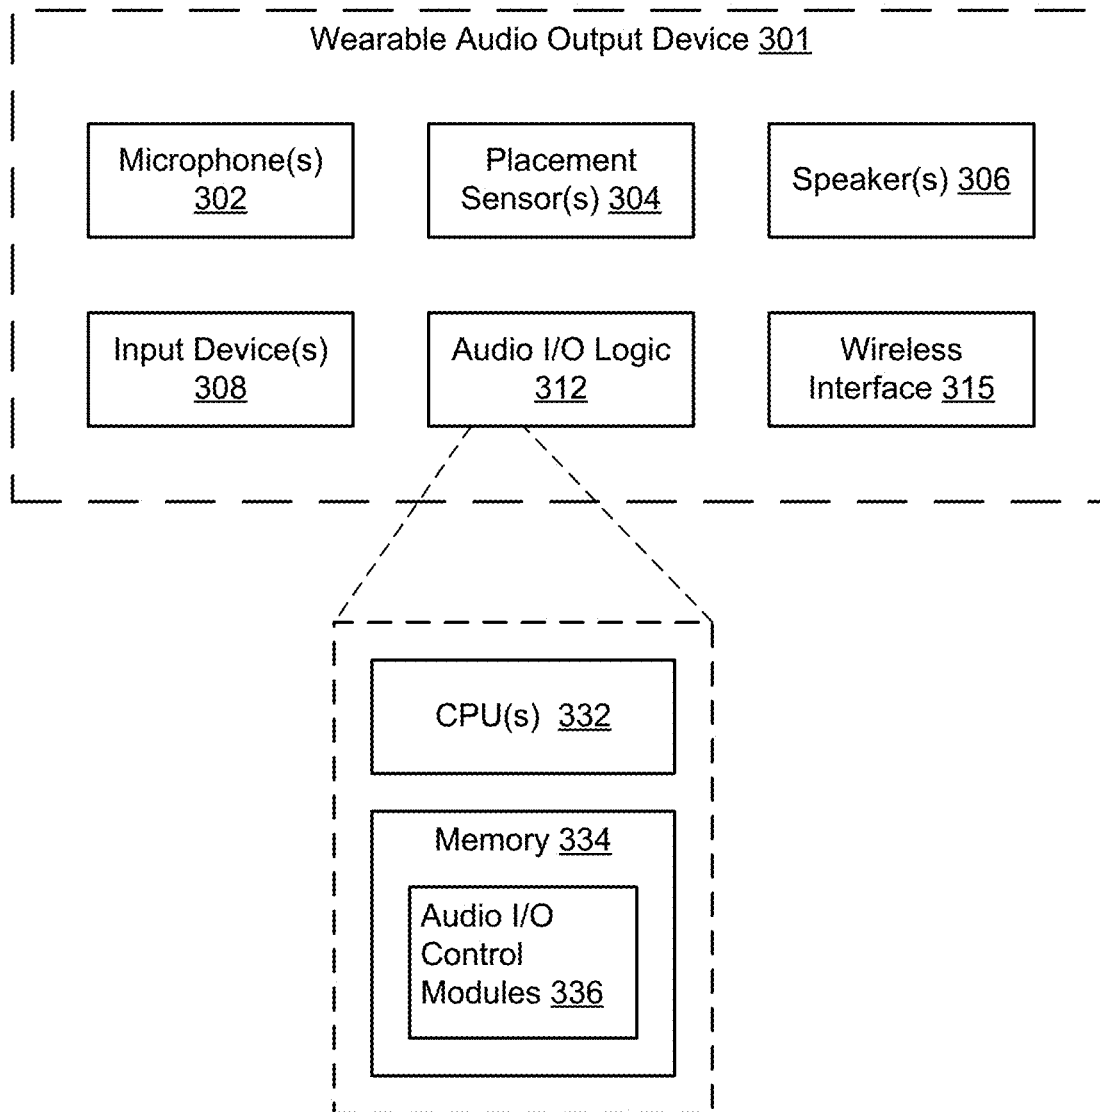 Wearable Audio Output Device 301
Microphone(s)
302
Placement
Sensor(s) 304
Speaker(s) 306
Input Device(s)
308
Audio I/O Logic
312
Wireless
Interface 315
CPU(s) 332
Memory 334
Audio I/O
Control
Modules 336